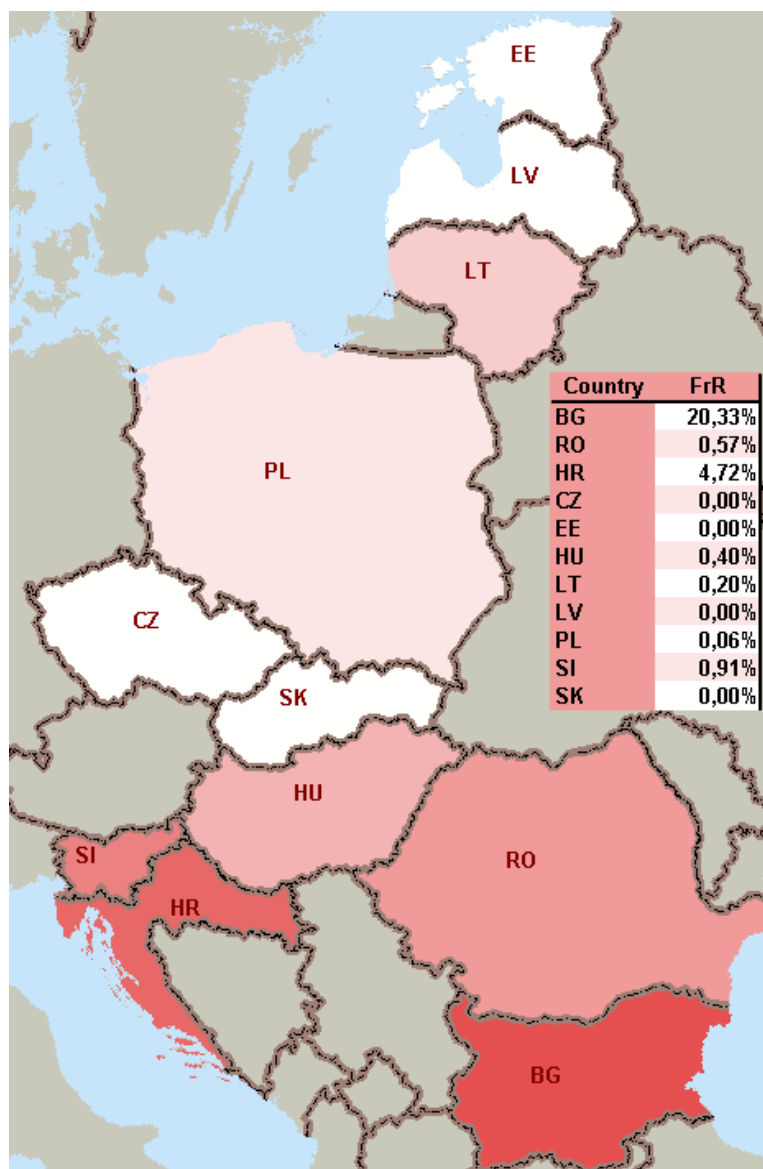 EE
LV
LT
Country FrR
BG 20,33%
RO 0,57%
HR 4,72%
CZ 0,00%
EE 0,00%
HU 0,40%
LT 0,20%
LV 0,00%
PL 0,06%
SI 0,91%
SK 0,00%
PL
CZ
SK
HU
SI
RO
HR
BG